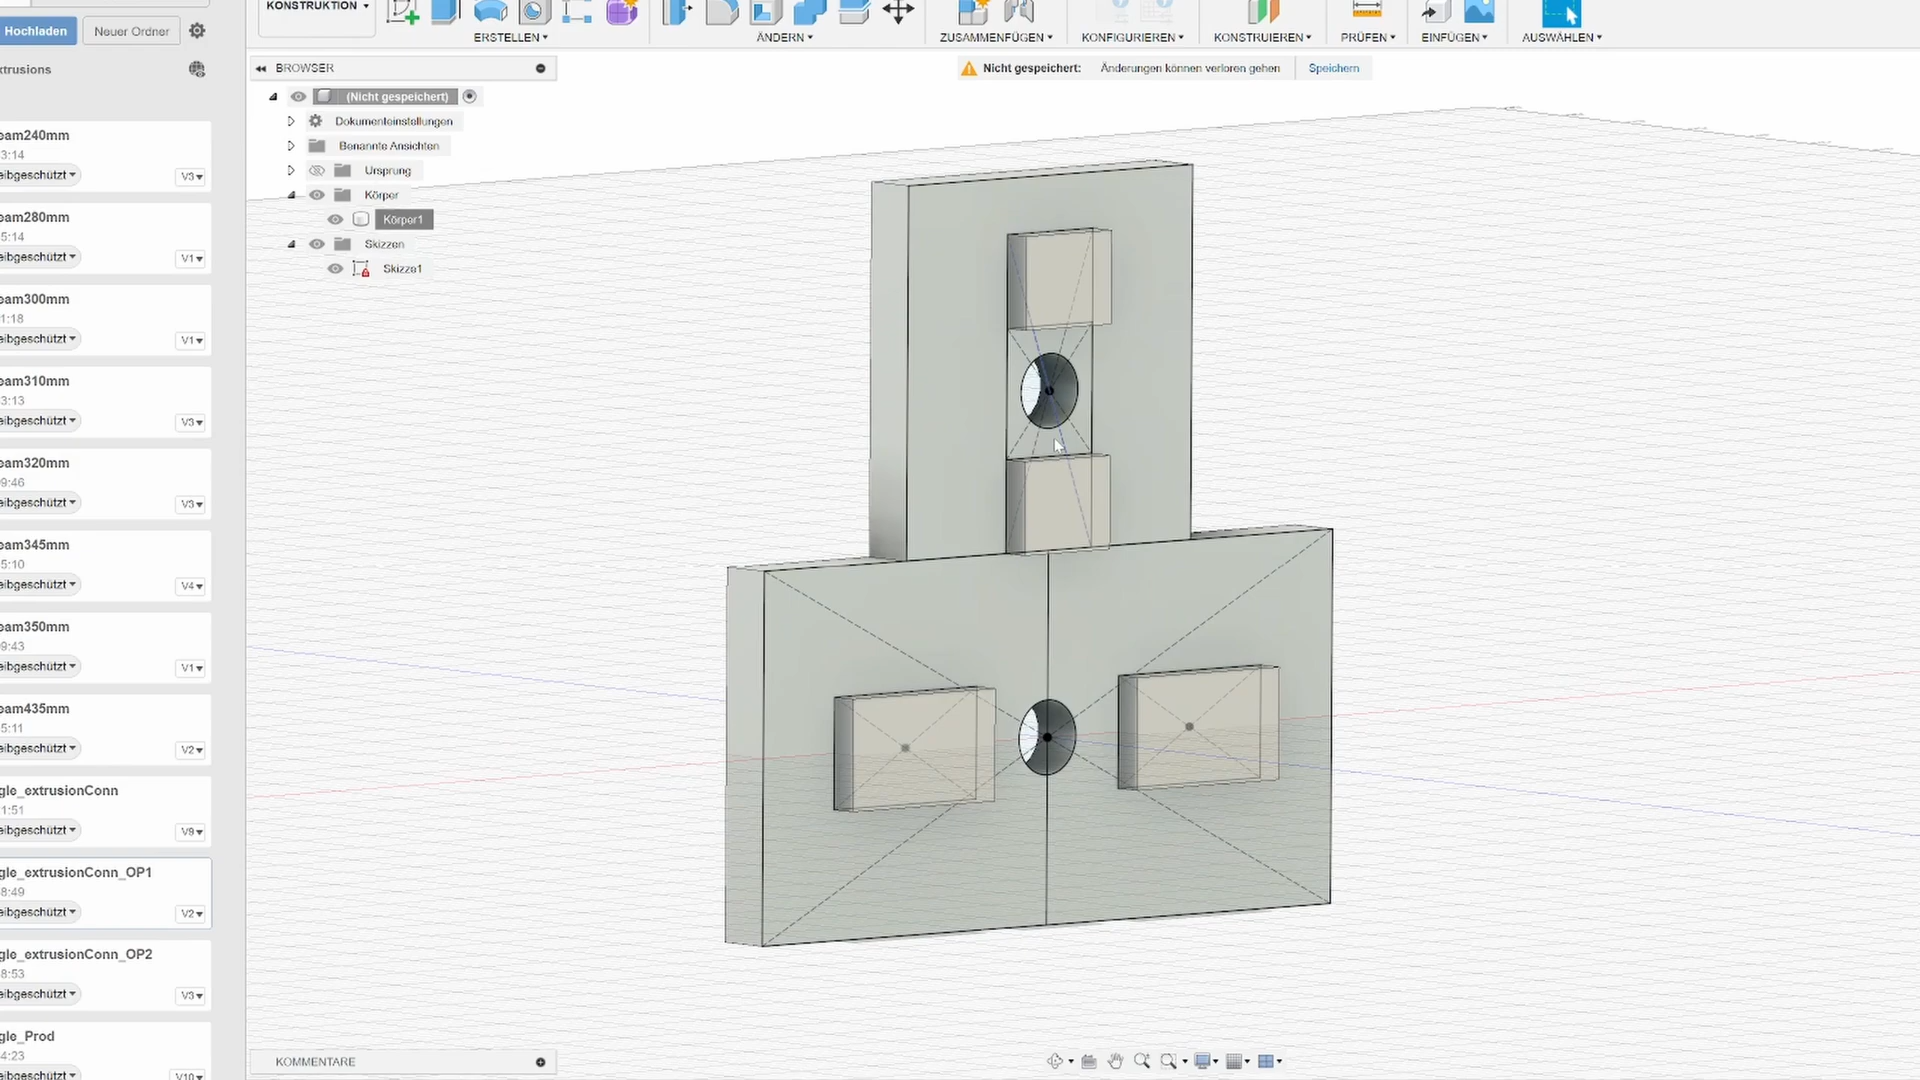 KONSTRUKTION
ERSTELLEN
ÄNDERN
ZUSAMMENFÜGEN
KONFIGURIEREN
KONSTRUIEREN
PRÜFEN
EINFÜGEN
AUSWÄHLEN
Hochladen
Neuer Ordner
xtrusions
eam240mm
3:14
eibgeschützt
V3
eam280mm
5:14
eibgeschützt
V1
eam300mm
1:18
eibgeschützt
V1
eam310mm
3:13
eibgeschützt
V3
eam320mm
9:46
eibgeschützt
V3
eam345mm
5:10
eibgeschützt
V4
eam350mm
9:43
eibgeschützt
V1
eam435mm
5:11
eibgeschützt
V2
gle_extrusionConn
1:51
eibgeschützt
V9
gle_extrusionConn_OP1
8:49
eibgeschützt
V2
gle_extrusionConn_OP2
8:53
eibgeschützt
V3
gle_Prod
4:23
eibgeschützt
V10
BROWSER
(Nicht gespeichert)
Dokumenteinstellungen
Benannte Ansichten
Ursprung
Körper
Körper1
Skizzen
Skizze1
Nicht gespeichert: Änderungen können verloren gehen Speichern
KOMMENTARE